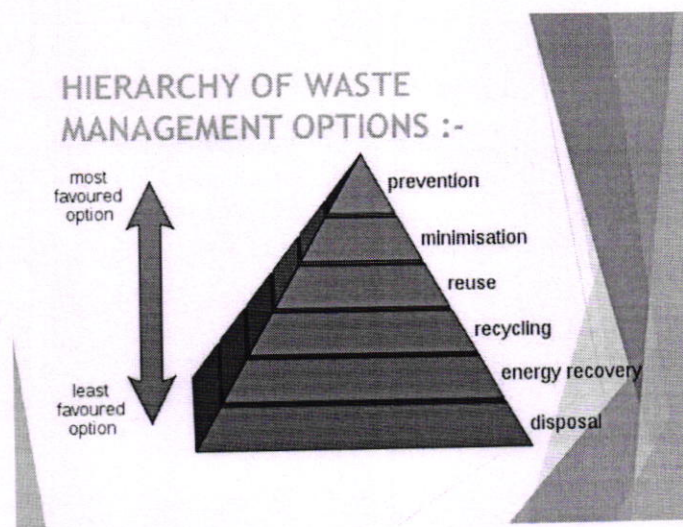 HIERARCHY OF WASTE
MANAGEMENT OPTIONS :-
most
favoured
option
prevention
minimisation
reuse
recycling
energy recovery
disposal
least
favoured
option